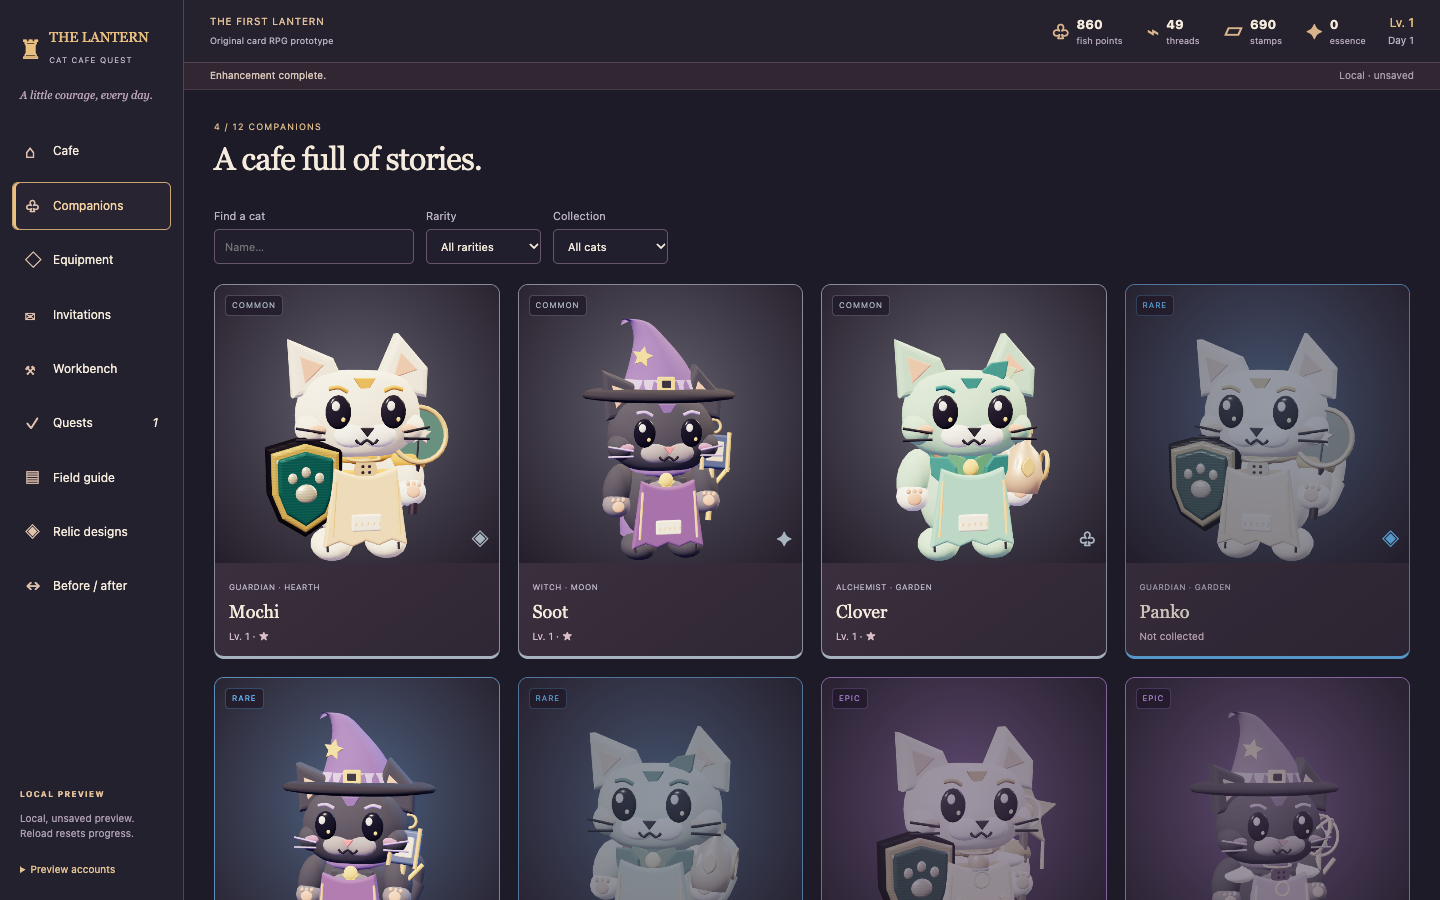 THE LANTERN
CAT CAFE QUEST
A little courage, every day.
Cafe
Companions
Equipment
Invitations
Workbench
Quests 1
Field guide
Relic designs
Before / after
LOCAL PREVIEW
Local, unsaved preview.
Reload resets progress.
Preview accounts
THE FIRST LANTERN
Original card RPG prototype
860
fish points
49
threads
690
stamps
0
essence
Lv. 1
Day 1
Enhancement complete.
Local · unsaved
4 / 12 COMPANIONS
A cafe full of stories.
Find a cat
Name...
Rarity
All rarities
Collection
All cats
COMMON
GUARDIAN · HEARTH
Mochi
Lv. 1 · ★
COMMON
WITCH · MOON
Soot
Lv. 1 · ★
COMMON
ALCHEMIST · GARDEN
Clover
Lv. 1 · ★
RARE
GUARDIAN · GARDEN
Panko
Not collected
RARE
RARE
EPIC
EPIC